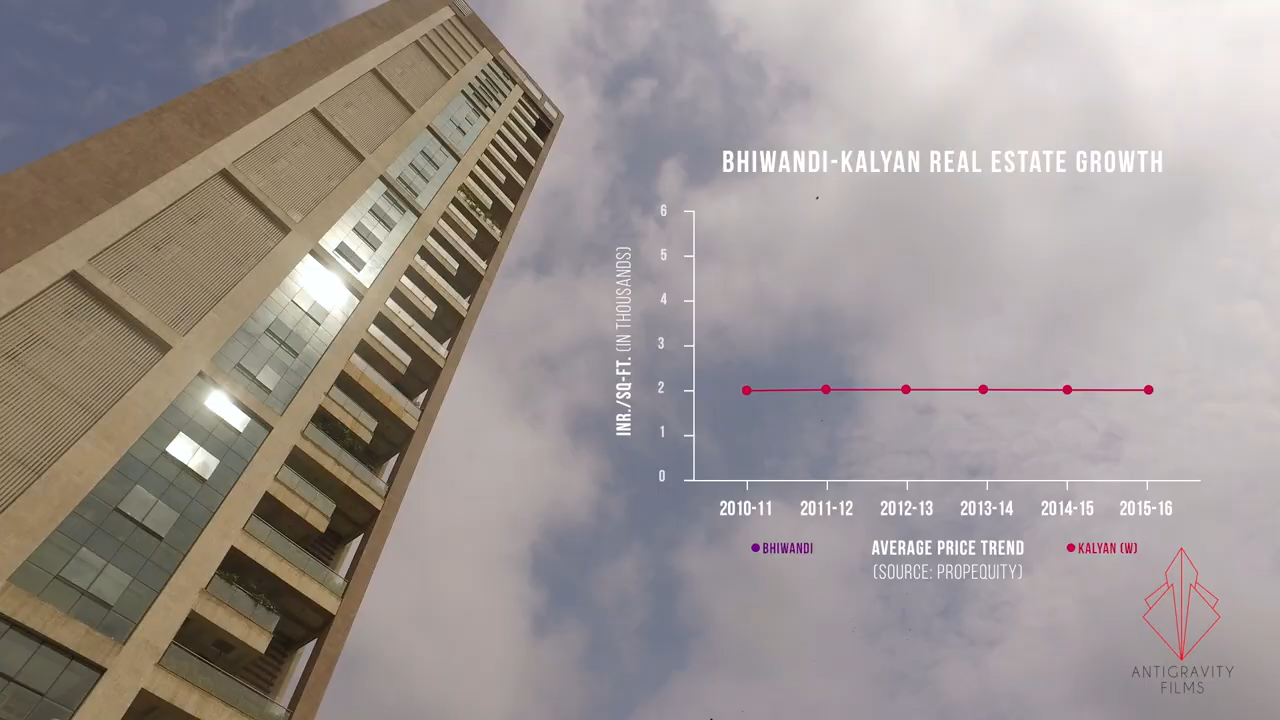 BHIWANDI-KALYAN REAL ESTATE GROWTH
INR./SQ-FT. (IN THOUSANDS)
6
5
4
3
2
1
0
2010-11 2011-12 2012-13 2013-14 2014-15 2015-16
BHIWANDI AVERAGE PRICE TREND KALYAN (W)
(SOURCE: PROPEQUITY)
ANTIGRAVITY
FILMS